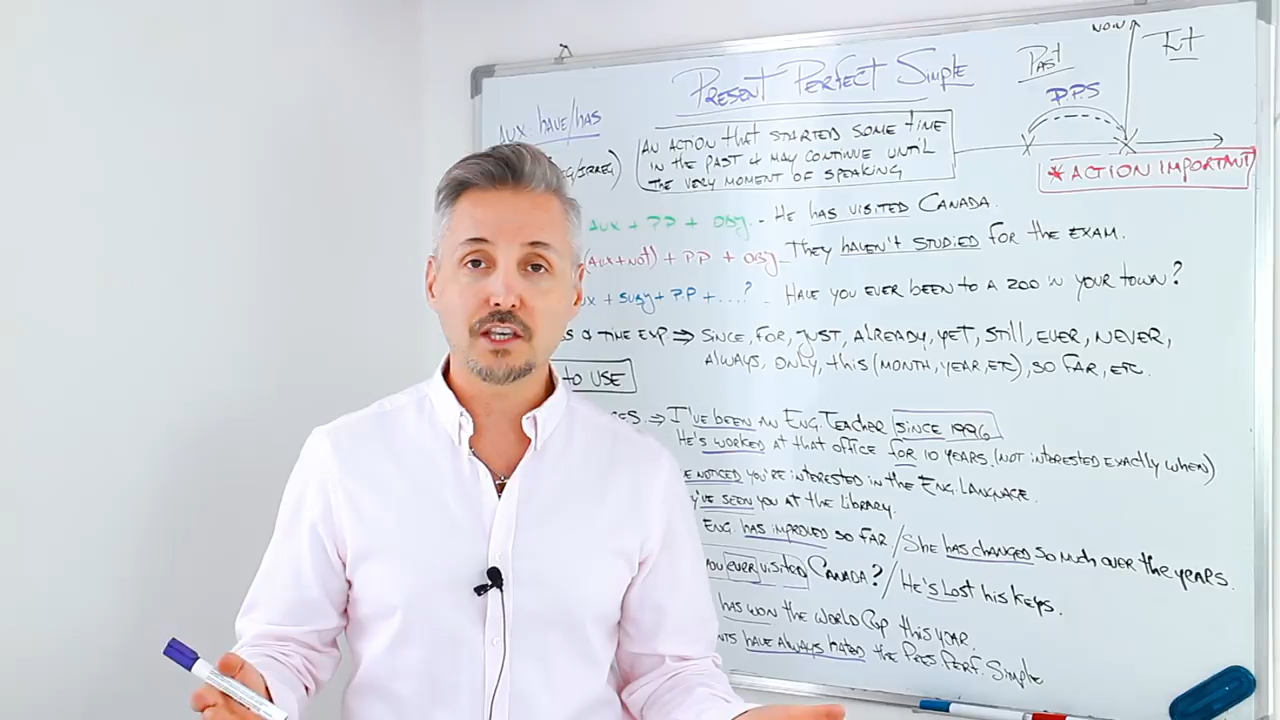 PRESENT PERFECT SIMPLE
NOW
PAST
Fut
P.P.S
AUX. HAVE/HAS
REG/IRREG)
AN ACTION THAT STARTED SOME TIME
IN THE PAST & MAY CONTINUE UNTIL
THE VERY MOMENT OF SPEAKING
* ACTION IMPORTANT
AUX + PP + OBJ. - HE HAS VISITED CANADA.
(AUX+NOT) + PP + OBJ - THEY HAVEN'T STUDIED FOR THE EXAM.
+ SUBJ + P.P + ....? - HAVE YOU EVER BEEN TO A ZOO IN YOUR TOWN?
& TIME EXP. ⇒ SINCE, FOR, JUST, ALREADY, YET, STILL, EVER, NEVER,
ALWAYS, ONLY, THIS (MONTH, YEAR, ETC), SO FAR, ETC.
TO USE
⇒ I'VE BEEN AN ENG. TEACHER SINCE 1996
HE'S WORKED AT THAT OFFICE FOR 10 YEARS. (NOT INTERESTED EXACTLY WHEN)
NOTICED YOU'RE INTERESTED IN THE ENG. LANGUAGE.
SEEN YOU AT THE LIBRARY.
ENG. HAS IMPROVED SO FAR / SHE HAS CHANGED SO MUCH OVER THE YEARS.
YOU EVER VISITED CANADA? / HE'S LOST HIS KEYS.
HAS WON THE WORLD CUP THIS YEAR.
HAVE ALWAYS HATED THE PRES. PERF. SIMPLE